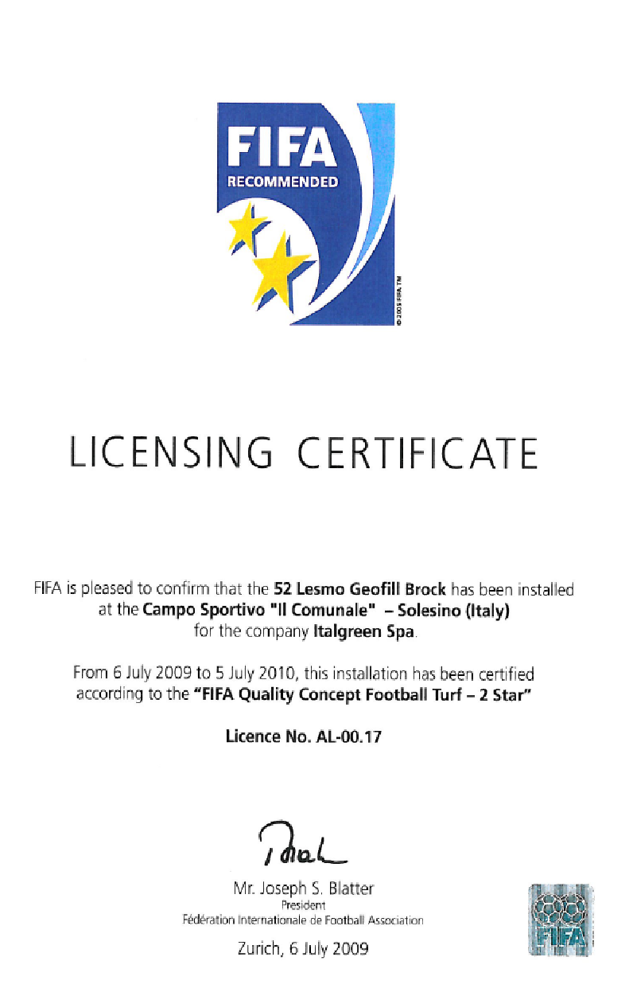 FIFA
RECOMMENDED
© 2005 FIFA TM
LICENSING CERTIFICATE
FIFA is pleased to confirm that the 52 Lesmo Geofill Brock has been installed
at the Campo Sportivo "Il Comunale" – Solesino (Italy)
for the company Italgreen Spa.
From 6 July 2009 to 5 July 2010, this installation has been certified
according to the “FIFA Quality Concept Football Turf – 2 Star”
Licence No. AL-00.17
Mr. Joseph S. Blatter
President
Fédération Internationale de Football Association
Zurich, 6 July 2009
FIFA